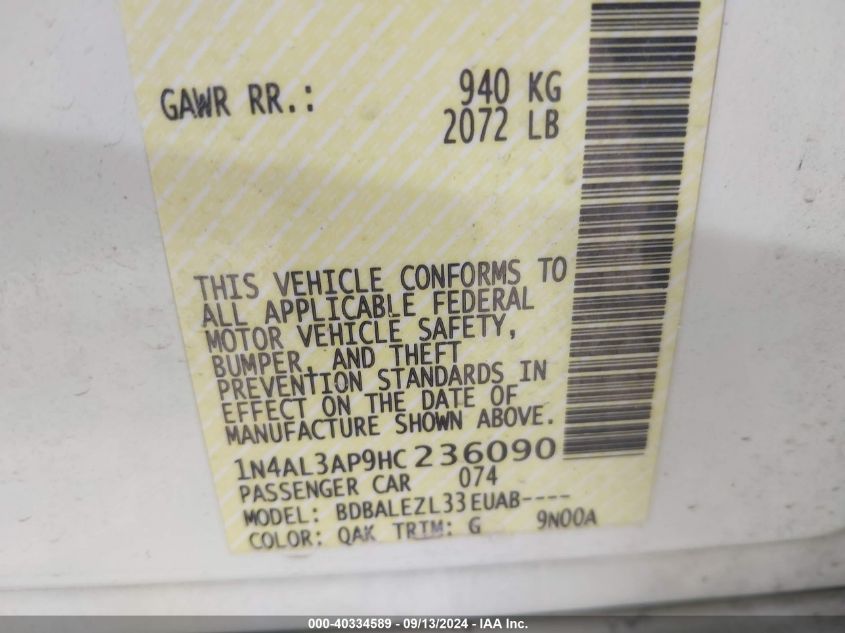 GAWR RR.: 940 KG
2072 LB
THIS VEHICLE CONFORMS TO
ALL APPLICABLE FEDERAL
MOTOR VEHICLE SAFETY,
BUMPER, AND THEFT
PREVENTION STANDARDS IN
EFFECT ON THE DATE OF
MANUFACTURE SHOWN ABOVE.
1N4AL3AP9HC236090
PASSENGER CAR 074
MODEL: BDBALEZL33EUAB----
COLOR: QAK TRIM: G 9N00A
000-40334589 - 09/13/2024 - IAA Inc.